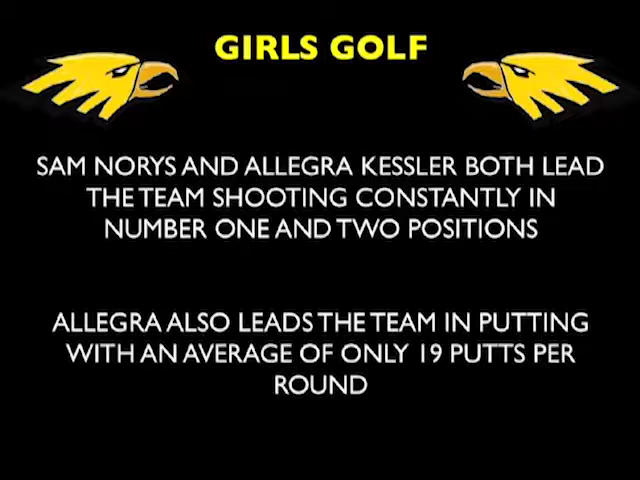 GIRLS GOLF
SAM NORYS AND ALLEGRA KESSLER BOTH LEAD
THE TEAM SHOOTING CONSTANTLY IN
NUMBER ONE AND TWO POSITIONS
ALLEGRA ALSO LEADS THE TEAM IN PUTTING
WITH AN AVERAGE OF ONLY 19 PUTTS PER
ROUND